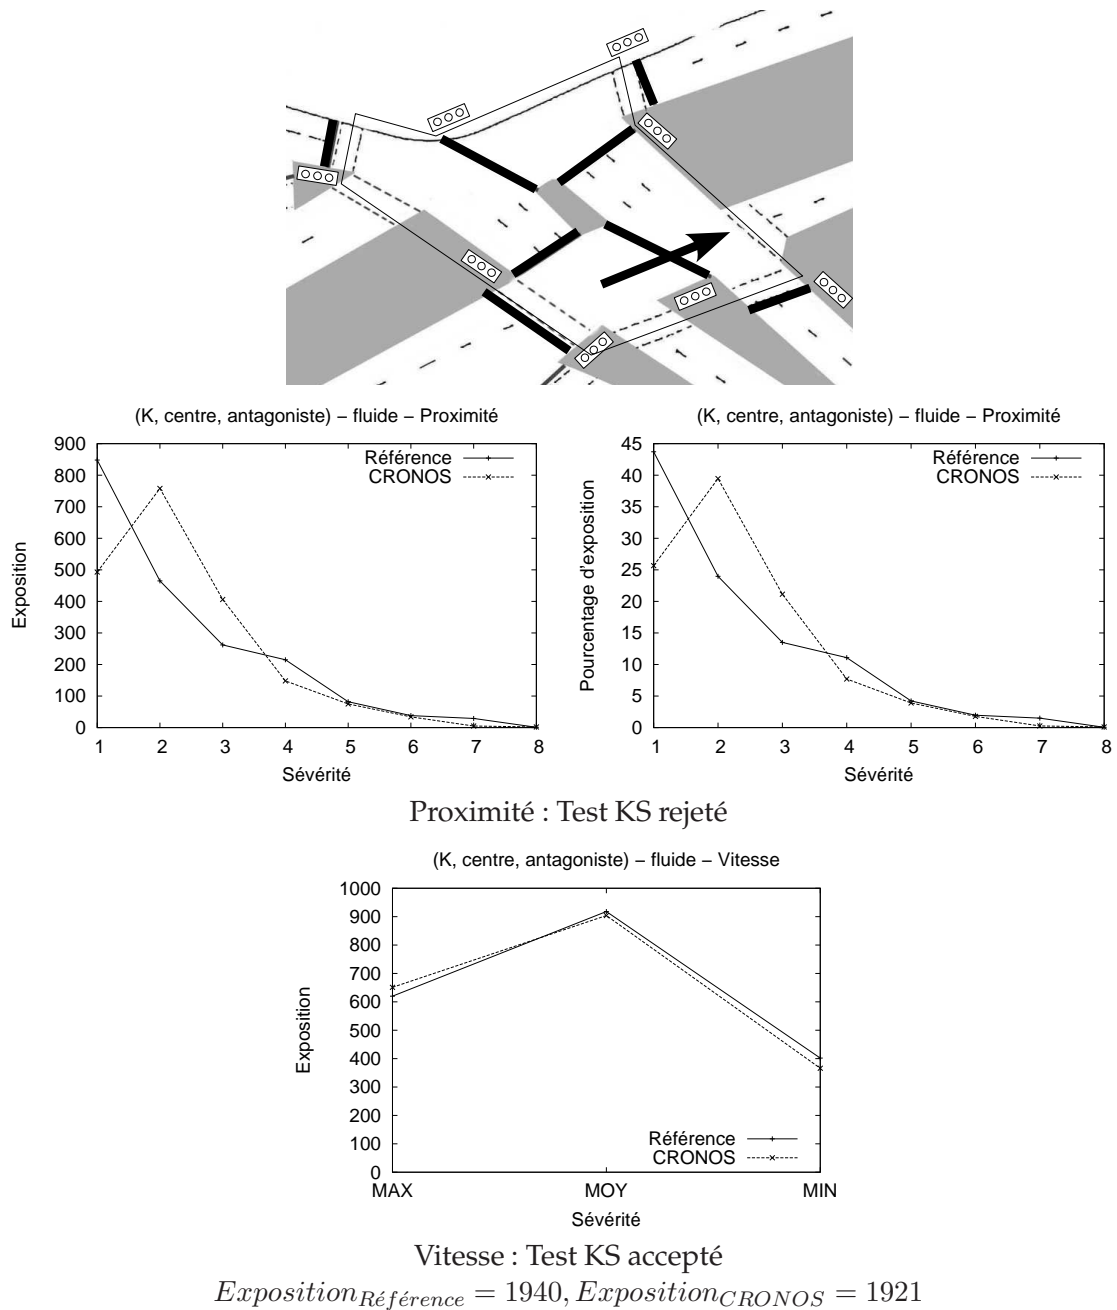 (K, centre, antagoniste) – fluide – Proximité
900
800
700
600
500
400
300
200
100
0
Exposition
Référence
CRONOS
1 2 3 4 5 6 7 8
Sévérité
(K, centre, antagoniste) – fluide – Proximité
45
40
35
30
25
20
15
10
5
0
Pourcentage d'exposition
Référence
CRONOS
1 2 3 4 5 6 7 8
Sévérité
Proximité : Test KS rejeté
(K, centre, antagoniste) – fluide – Vitesse
1000
900
800
700
600
500
400
300
200
100
0
Exposition
Référence
CRONOS
MAX MOY MIN
Sévérité
Vitesse : Test KS accepté
Exposition_Référence = 1940, Exposition_CRONOS = 1921